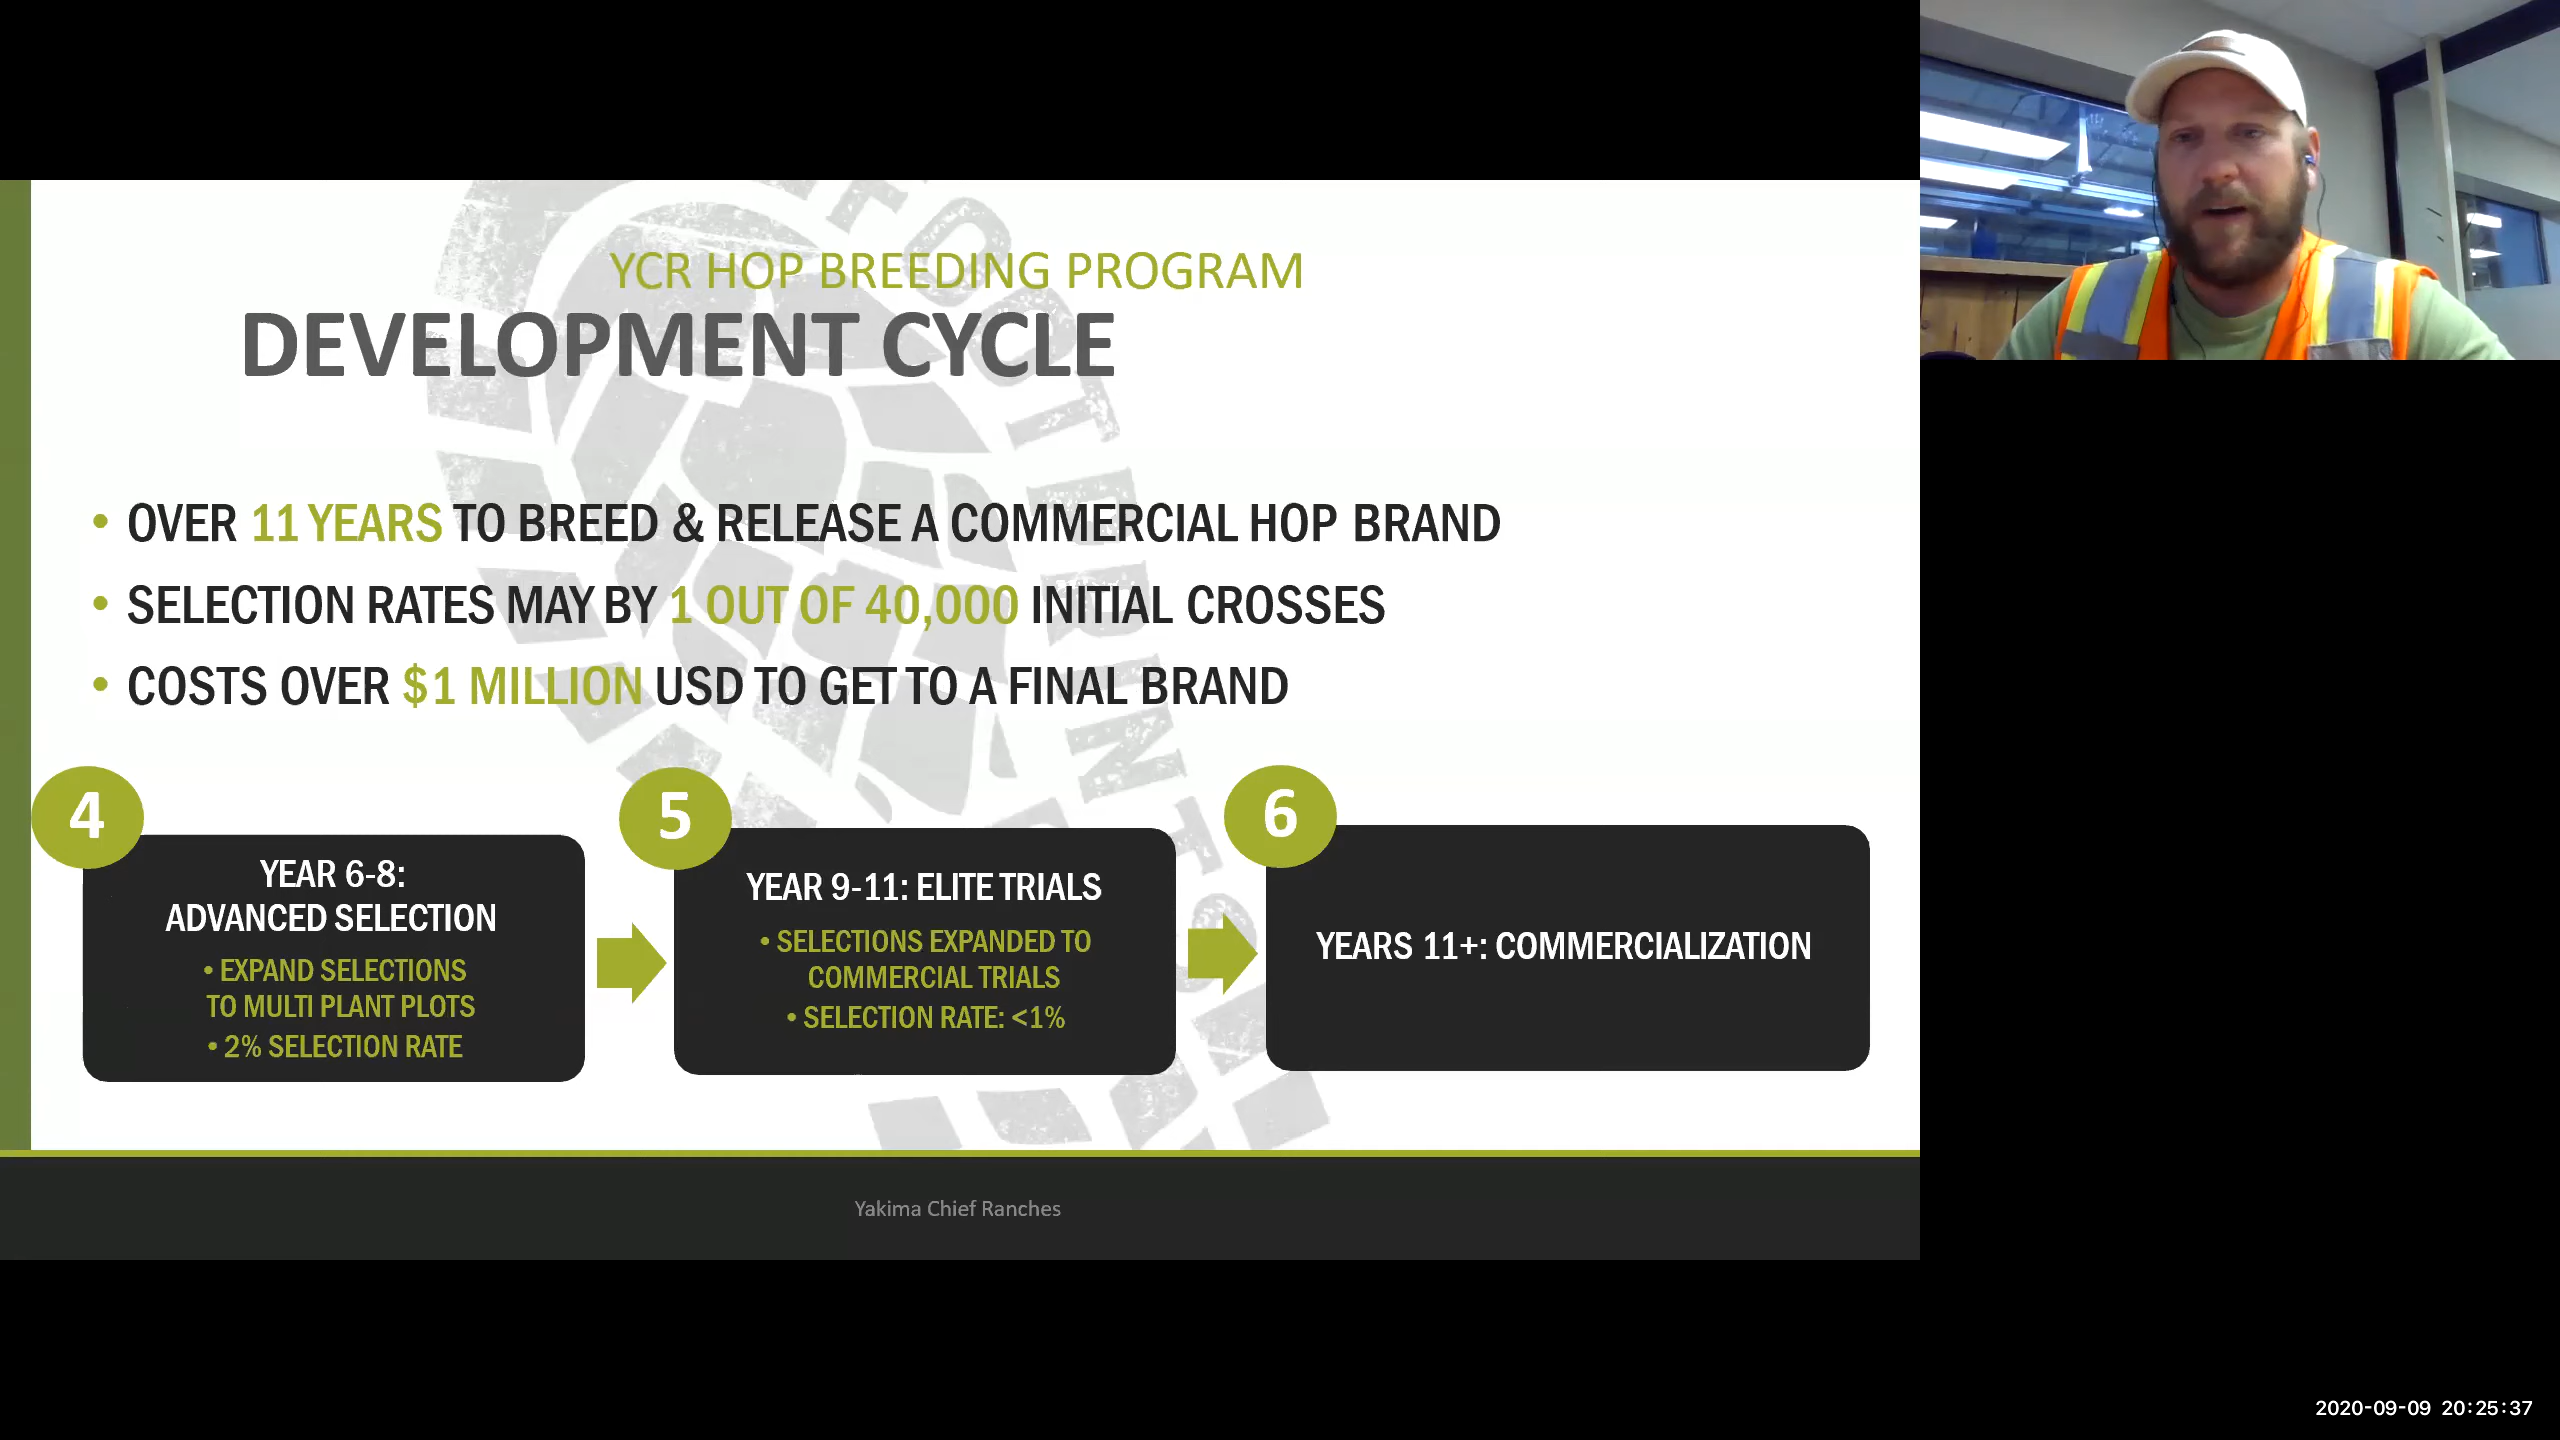 YCR HOP BREEDING PROGRAM
DEVELOPMENT CYCLE
• OVER 11 YEARS TO BREED & RELEASE A COMMERCIAL HOP BRAND
• SELECTION RATES MAY BY 1 OUT OF 40,000 INITIAL CROSSES
• COSTS OVER $1 MILLION USD TO GET TO A FINAL BRAND
4
YEAR 6-8:
ADVANCED SELECTION
• EXPAND SELECTIONS
TO MULTI PLANT PLOTS
• 2% SELECTION RATE
5
YEAR 9-11: ELITE TRIALS
• SELECTIONS EXPANDED TO
COMMERCIAL TRIALS
• SELECTION RATE: <1%
6
YEARS 11+: COMMERCIALIZATION
Yakima Chief Ranches
2020-09-09 20:25:37